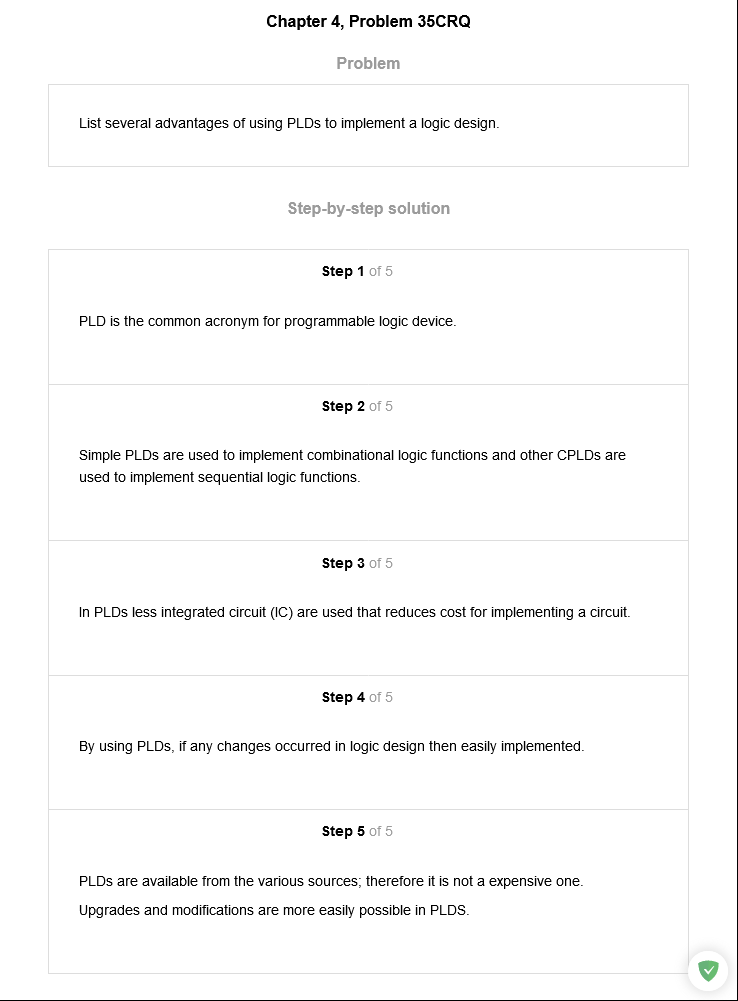 Chapter 4, Problem 35CRQ
Problem
List several advantages of using PLDs to implement a logic design.
Step-by-step solution
Step 1 of 5
PLD is the common acronym for programmable logic device.
Step 2 of 5
Simple PLDs are used to implement combinational logic functions and other CPLDs are
used to implement sequential logic functions.
Step 3 of 5
In PLDs less integrated circuit (IC) are used that reduces cost for implementing a circuit.
Step 4 of 5
By using PLDs, if any changes occurred in logic design then easily implemented.
Step 5 of 5
PLDs are available from the various sources; therefore it is not a expensive one.
Upgrades and modifications are more easily possible in PLDS.